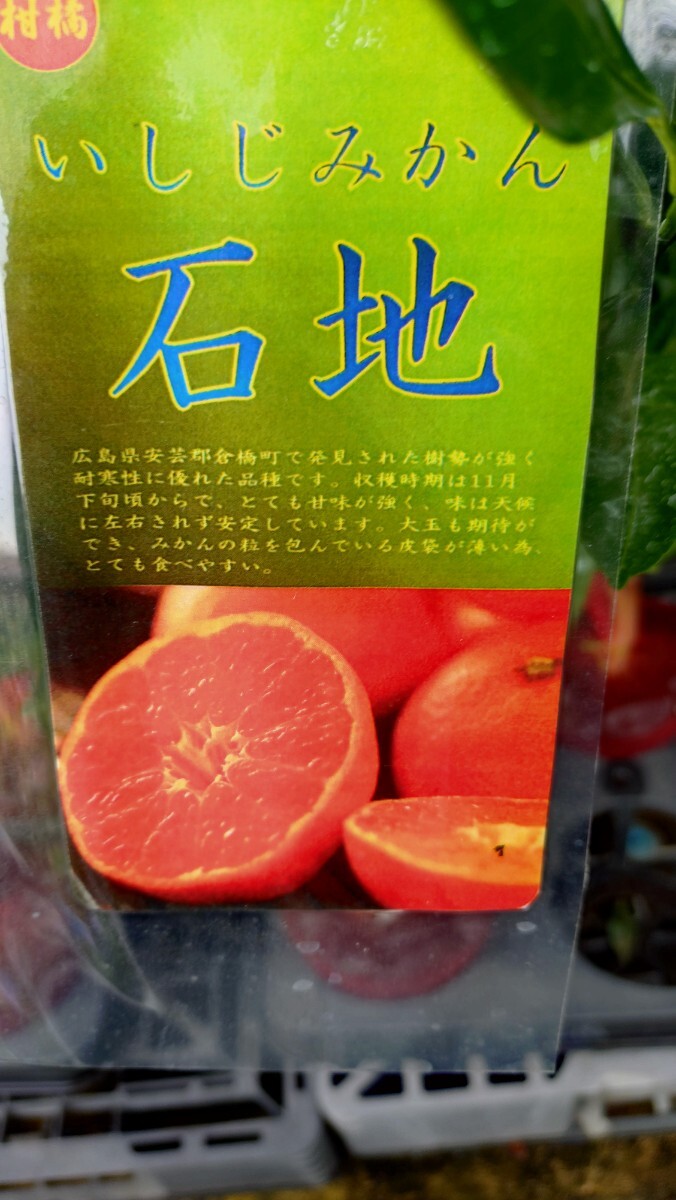 柑橘
いしじみかん
石地
広島県安芸郡倉橋町で発見された樹勢が強く
耐寒性に優れた品種です。収穫時期は11月
下旬頃からで、とても甘味が強く、味は天候
に左右されず安定しています。大玉も期待が
でき、みかんの粒を包んでいる皮袋が薄い為、
とても食べやすい。